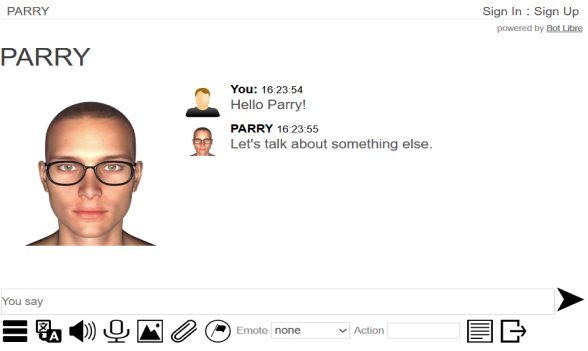 PARRY
Sign In : Sign Up
powered by Bot Libre
PARRY
You: 16:23:54
Hello Parry!
PARRY 16:23:55
Let's talk about something else.
You say
Emote none Action